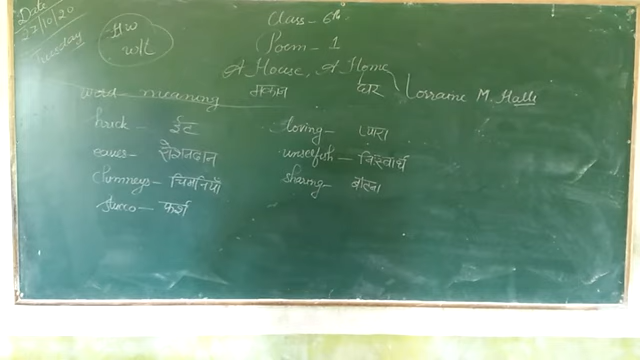 Date
27/10/20
Tuesday
HW
w/t
Class - 6th
Poem - 1
A House, A Home
Lorraine M. Halli
word - meaning मकान घर
brick - ईंट loving - प्यारा
eaves - रौशनदान unselfish - निस्वार्थ
chimneys - चिमनियाँ sharing - बाँटना
stucco - फर्श